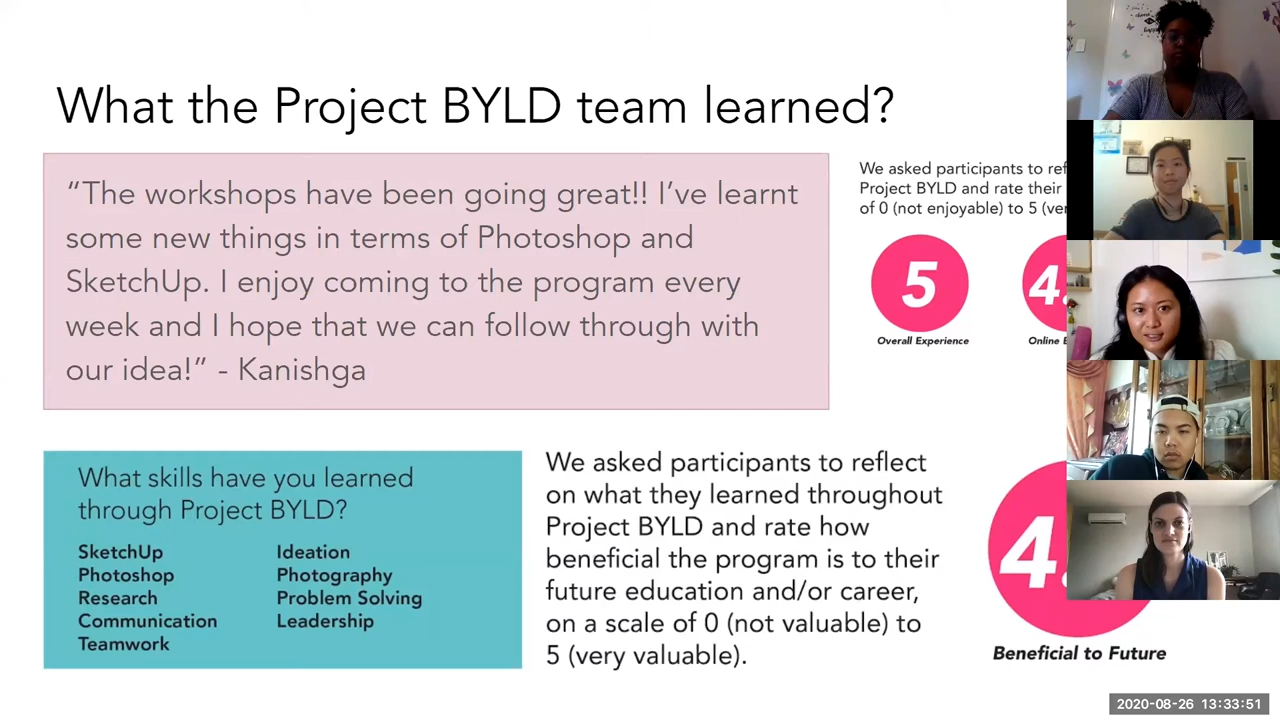 What the Project BYLD team learned?
“The workshops have been going great!! I’ve learnt
some new things in terms of Photoshop and
SketchUp. I enjoy coming to the program every
week and I hope that we can follow through with
our idea!” - Kanishga
We asked participants to
Project BYLD and rate their
of 0 (not enjoyable) to 5
5
4.
Overall Experience
Online
What skills have you learned
through Project BYLD?
SketchUp
Photoshop
Research
Communication
Teamwork
Ideation
Photography
Problem Solving
Leadership
We asked participants to reflect
on what they learned throughout
Project BYLD and rate how
beneficial the program is to their
future education and/or career,
on a scale of 0 (not valuable) to
5 (very valuable).
4.
Beneficial to Future
2020-08-26 13:33:51